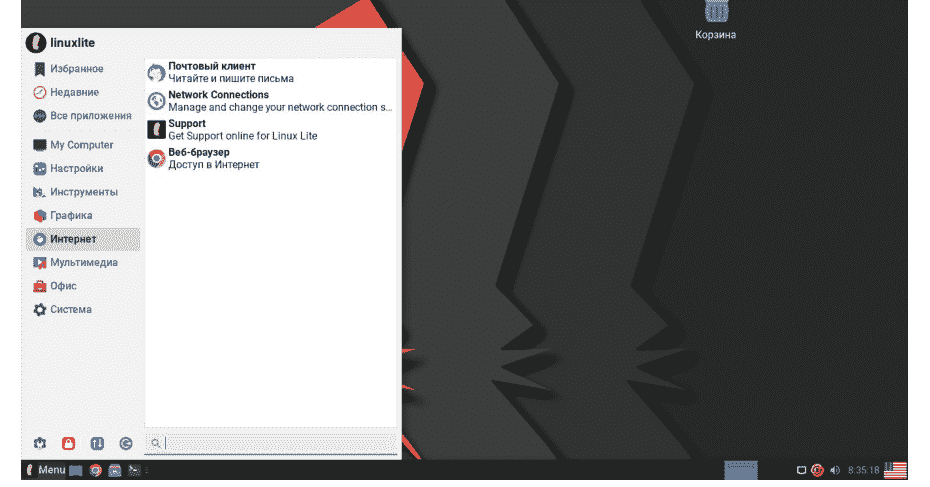 Корзина
linuxlite
Избранное
Недавние
Все приложения
My Computer
Настройки
Инструменты
Графика
Интернет
Мультимедиа
Офис
Система
Почтовый клиент
Читайте и пишите письма
Network Connections
Manage and change your network connection s...
Support
Get Support online for Linux Lite
Веб-браузер
Доступ в Интернет
Menu
8:35:18